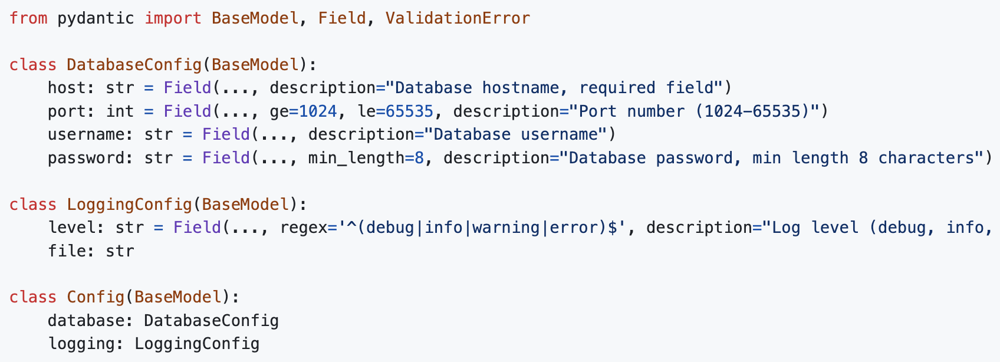 from pydantic import BaseModel, Field, ValidationError
class DatabaseConfig(BaseModel):
    host: str = Field(..., description="Database hostname, required field")
    port: int = Field(..., ge=1024, le=65535, description="Port number (1024-65535)")
    username: str = Field(..., description="Database username")
    password: str = Field(..., min_length=8, description="Database password, min length 8 characters")
class LoggingConfig(BaseModel):
    level: str = Field(..., regex='^(debug|info|warning|error)$', description="Log level (debug, info,
    file: str
class Config(BaseModel):
    database: DatabaseConfig
    logging: LoggingConfig